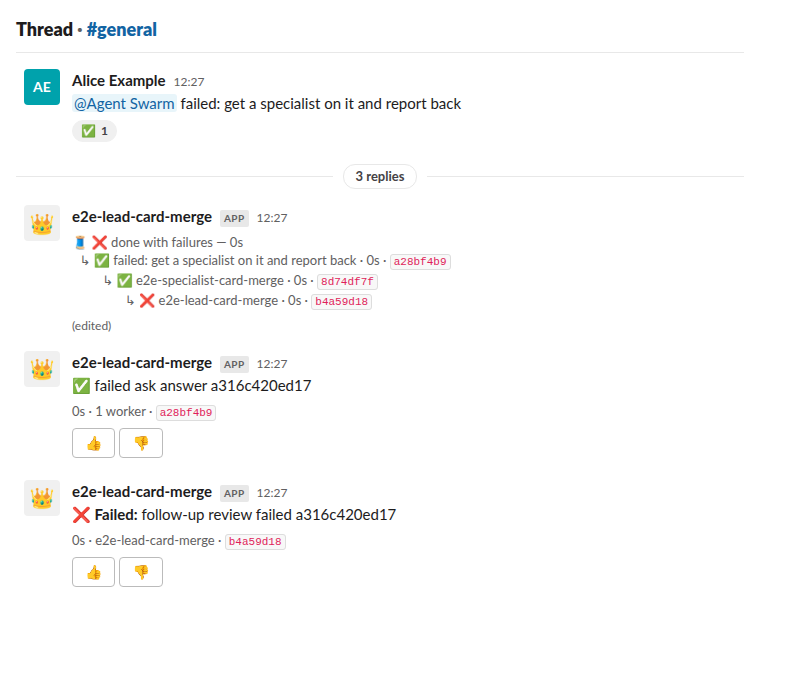 Thread • #general
AE
Alice Example 12:27
@Agent Swarm failed: get a specialist on it and report back
✅ 1
3 replies
e2e-lead-card-merge APP 12:27
🧵 ❌ done with failures — 0s
↳ ✅ failed: get a specialist on it and report back · 0s · a28bf4b9
↳ ✅ e2e-specialist-card-merge · 0s · 8d74df7f
↳ ❌ e2e-lead-card-merge · 0s · b4a59d18
(edited)
e2e-lead-card-merge APP 12:27
✅ failed ask answer a316c420ed17
0s · 1 worker · a28bf4b9
👍 👎
e2e-lead-card-merge APP 12:27
❌ Failed: follow-up review failed a316c420ed17
0s · e2e-lead-card-merge · b4a59d18
👍 👎